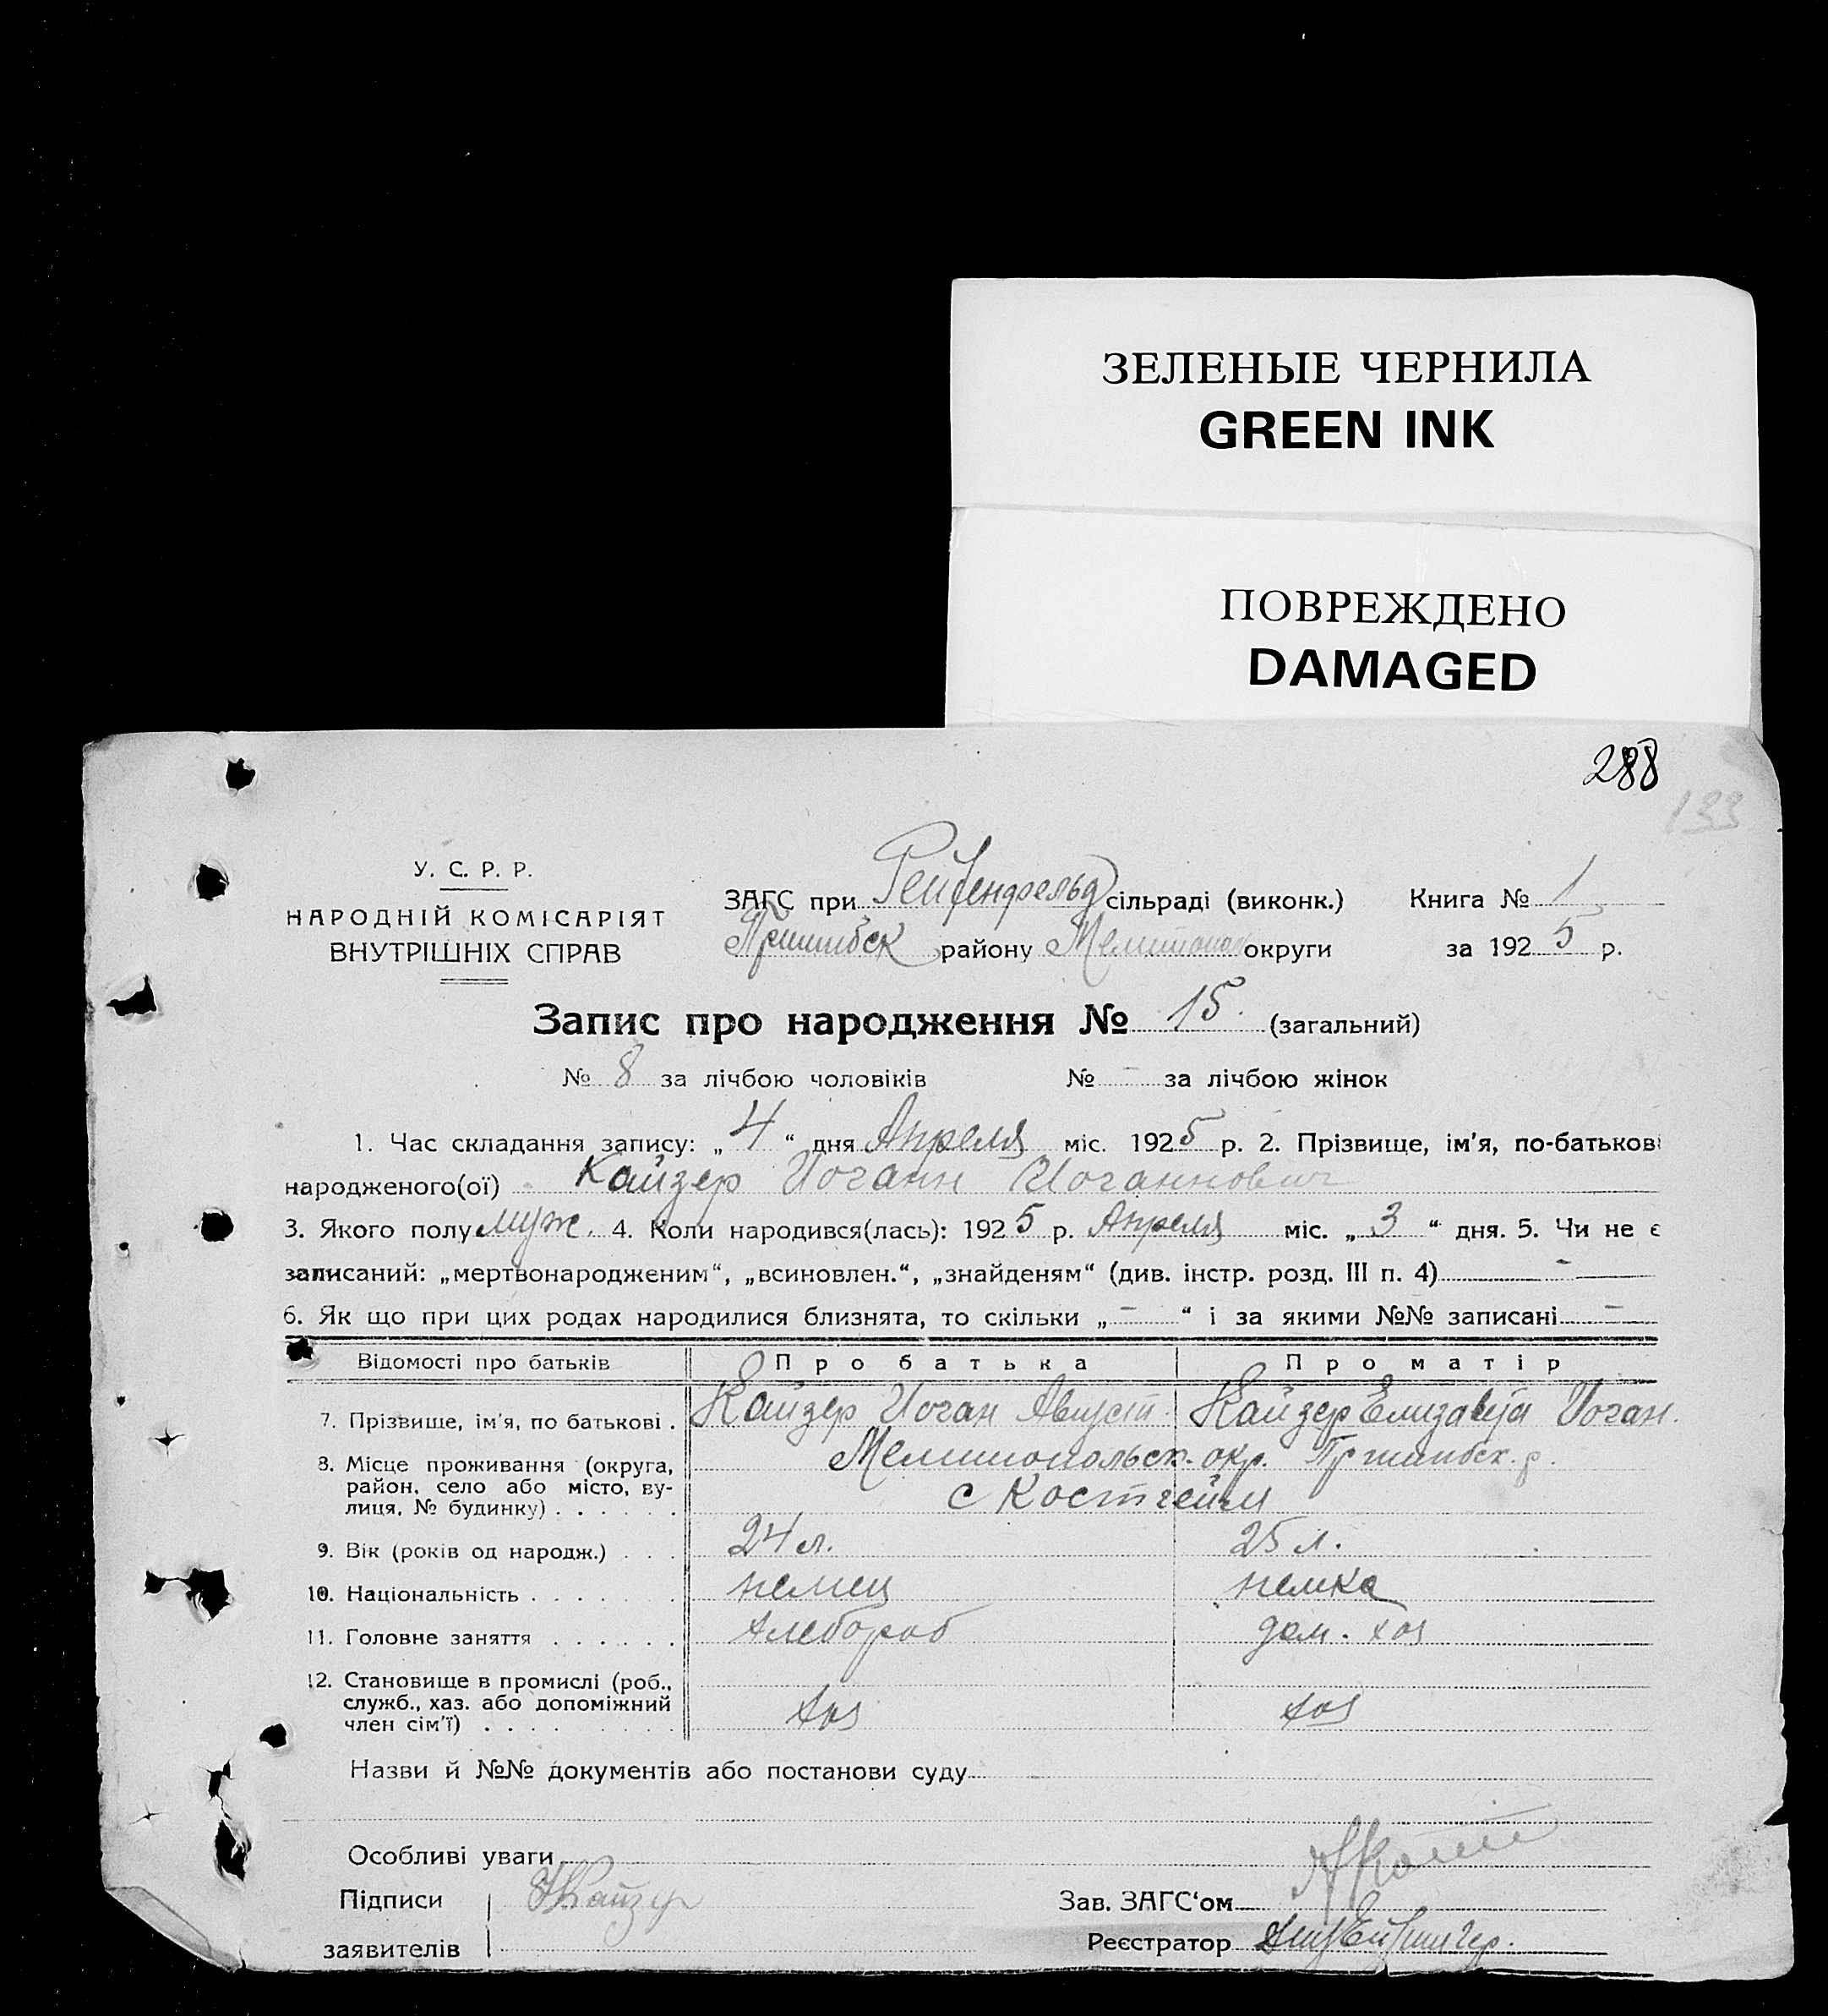 ЗЕЛЕНЫЕ ЧЕРНИЛА
GREEN INK
ПОВРЕЖДЕНО
DAMAGED
288
133
У. С. Р. Р.
НАРОДНІЙ КОМІСАРІЯТ
ВНУТРІШНІХ СПРАВ
ЗАГС при Рейхенфельд сільраді (виконк.) Книга № 1
Пришибск району Мелитопол округи за 1925 р.
Запис про народження № 15. (загальний)
№ 8 за лічбою чоловіків № - за лічбою жінок
1. Час складання запису: „4“ дня Апреля міс. 1925 р. 2. Прізвище, ім'я, по-батькові
народженого(ої) Кайзер Иоганн Иоганнович
3. Якого полу муж. 4. Коли народився(лась): 1925 р. Апреля міс. „3“ дня. 5. Чи не є
записаний: „мертвонародженим“, „всиновлен.“, „знайденям“ (див. інстр. розд. III п. 4) -
6. Як що при цих родах народилися близнята, то скільки „-“ і за якими №№ записані -
Відомості про батьків Про батька Про матір
7. Прізвище, ім'я, по батькові . Кайзер Иоган Август. Кайзер Елизавета Иоган.
8. Місце проживання (округа, район, село або місто, вулиця, № будинку) . . . . . . Мелитопольск. окр. Пришибск. р.
с Костгейм
9. Вік (років од народж.) . . . 24 л. 25 л.
10. Національність . . . . . . . немец немка
11. Головне заняття . . . . . . хлебороб дом. хоз
12. Становище в промислі (роб., служб., хаз. або допоміжний член сім'ї) . . . . . . . . . хоз хоз
Назви й №№ документів або постанови суду
Особливі уваги
Підписи Кайзер Зав. ЗАГС'ом
заявителів Реєстратор